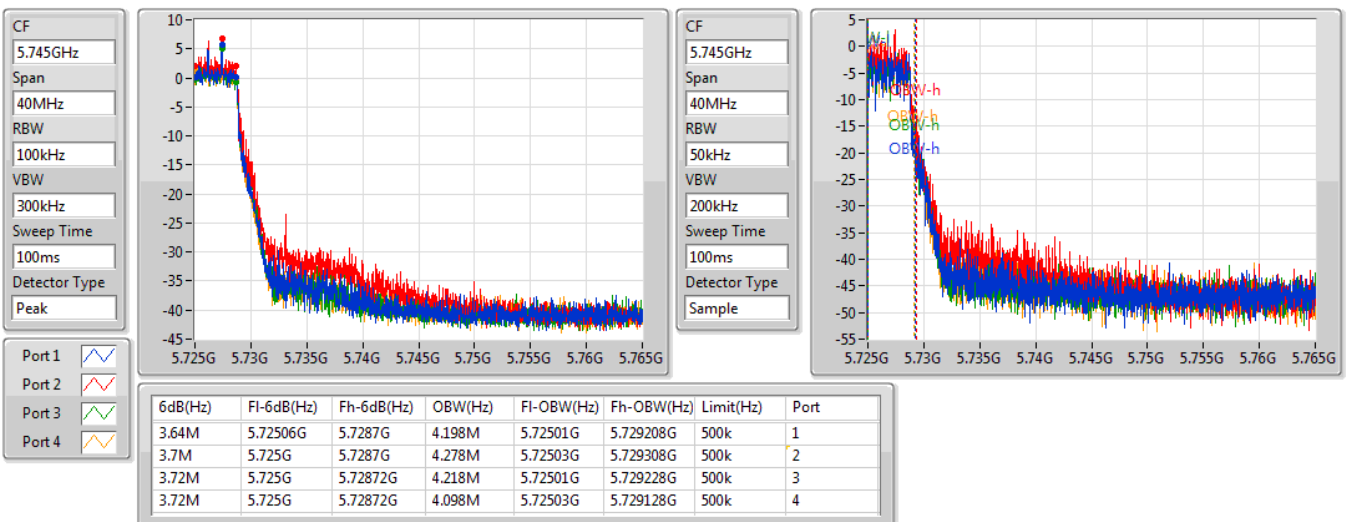 CF
5.745GHz
Span
40MHz
RBW
100kHz
VBW
300kHz
Sweep Time
100ms
Detector Type
Peak
10
5
0
-5
-10
-15
-20
-25
-30
-35
-40
-45
5.725G 5.73G 5.735G 5.74G 5.745G 5.75G 5.755G 5.76G 5.765G
CF
5.745GHz
Span
40MHz
RBW
50kHz
VBW
200kHz
Sweep Time
100ms
Detector Type
Sample
5
0
-5
-10
-15
-20
-25
-30
-35
-40
-45
-50
-55
OBW-h
OBW-h
OBW-h
OBW-h
5.725G 5.73G 5.735G 5.74G 5.745G 5.75G 5.755G 5.76G 5.765G
Port 1
Port 2
Port 3
Port 4
6dB(Hz) Fl-6dB(Hz) Fh-6dB(Hz) OBW(Hz) Fl-OBW(Hz) Fh-OBW(Hz) Limit(Hz) Port
3.64M 5.72506G 5.7287G 4.198M 5.72501G 5.729208G 500k 1
3.7M 5.725G 5.7287G 4.278M 5.72503G 5.729308G 500k 2
3.72M 5.725G 5.72872G 4.218M 5.72501G 5.729228G 500k 3
3.72M 5.725G 5.72872G 4.098M 5.72503G 5.729128G 500k 4